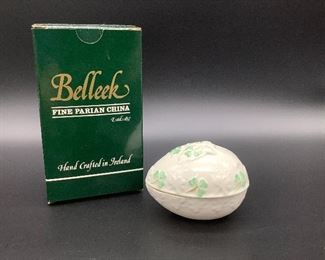 Belleek
FINE PARIAN CHINA
Hand Crafted in Ireland